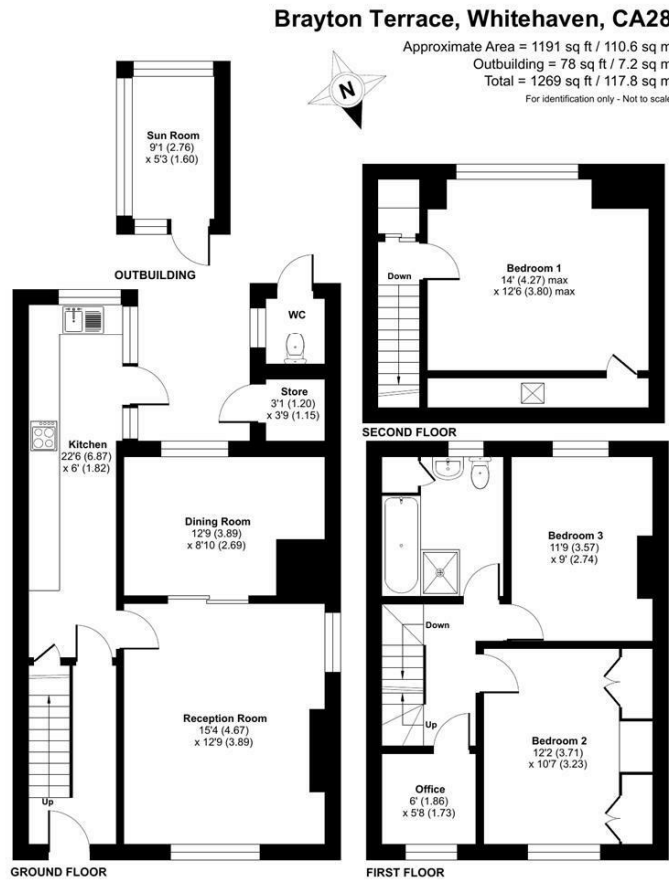 Brayton Terrace, Whitehaven, CA28
Approximate Area = 1191 sq ft / 110.6 sq m
Outbuilding = 78 sq ft / 7.2 sq m
Total = 1269 sq ft / 117.8 sq m
For identification only - Not to scale
N
Sun Room
9'1 (2.76)
x 5'3 (1.60)
OUTBUILDING
Down
Bedroom 1
14' (4.27) max
x 12'6 (3.80) max
SECOND FLOOR
WC
Store
3'1 (1.20)
x 3'9 (1.15)
Kitchen
22'6 (6.87)
x 6' (1.82)
Dining Room
12'9 (3.89)
x 8'10 (2.69)
Reception Room
15'4 (4.67)
x 12'9 (3.89)
Up
GROUND FLOOR
Bedroom 3
11'9 (3.57)
x 9' (2.74)
Down
Up
Bedroom 2
12'2 (3.71)
x 10'7 (3.23)
Office
6' (1.86)
x 5'8 (1.73)
FIRST FLOOR